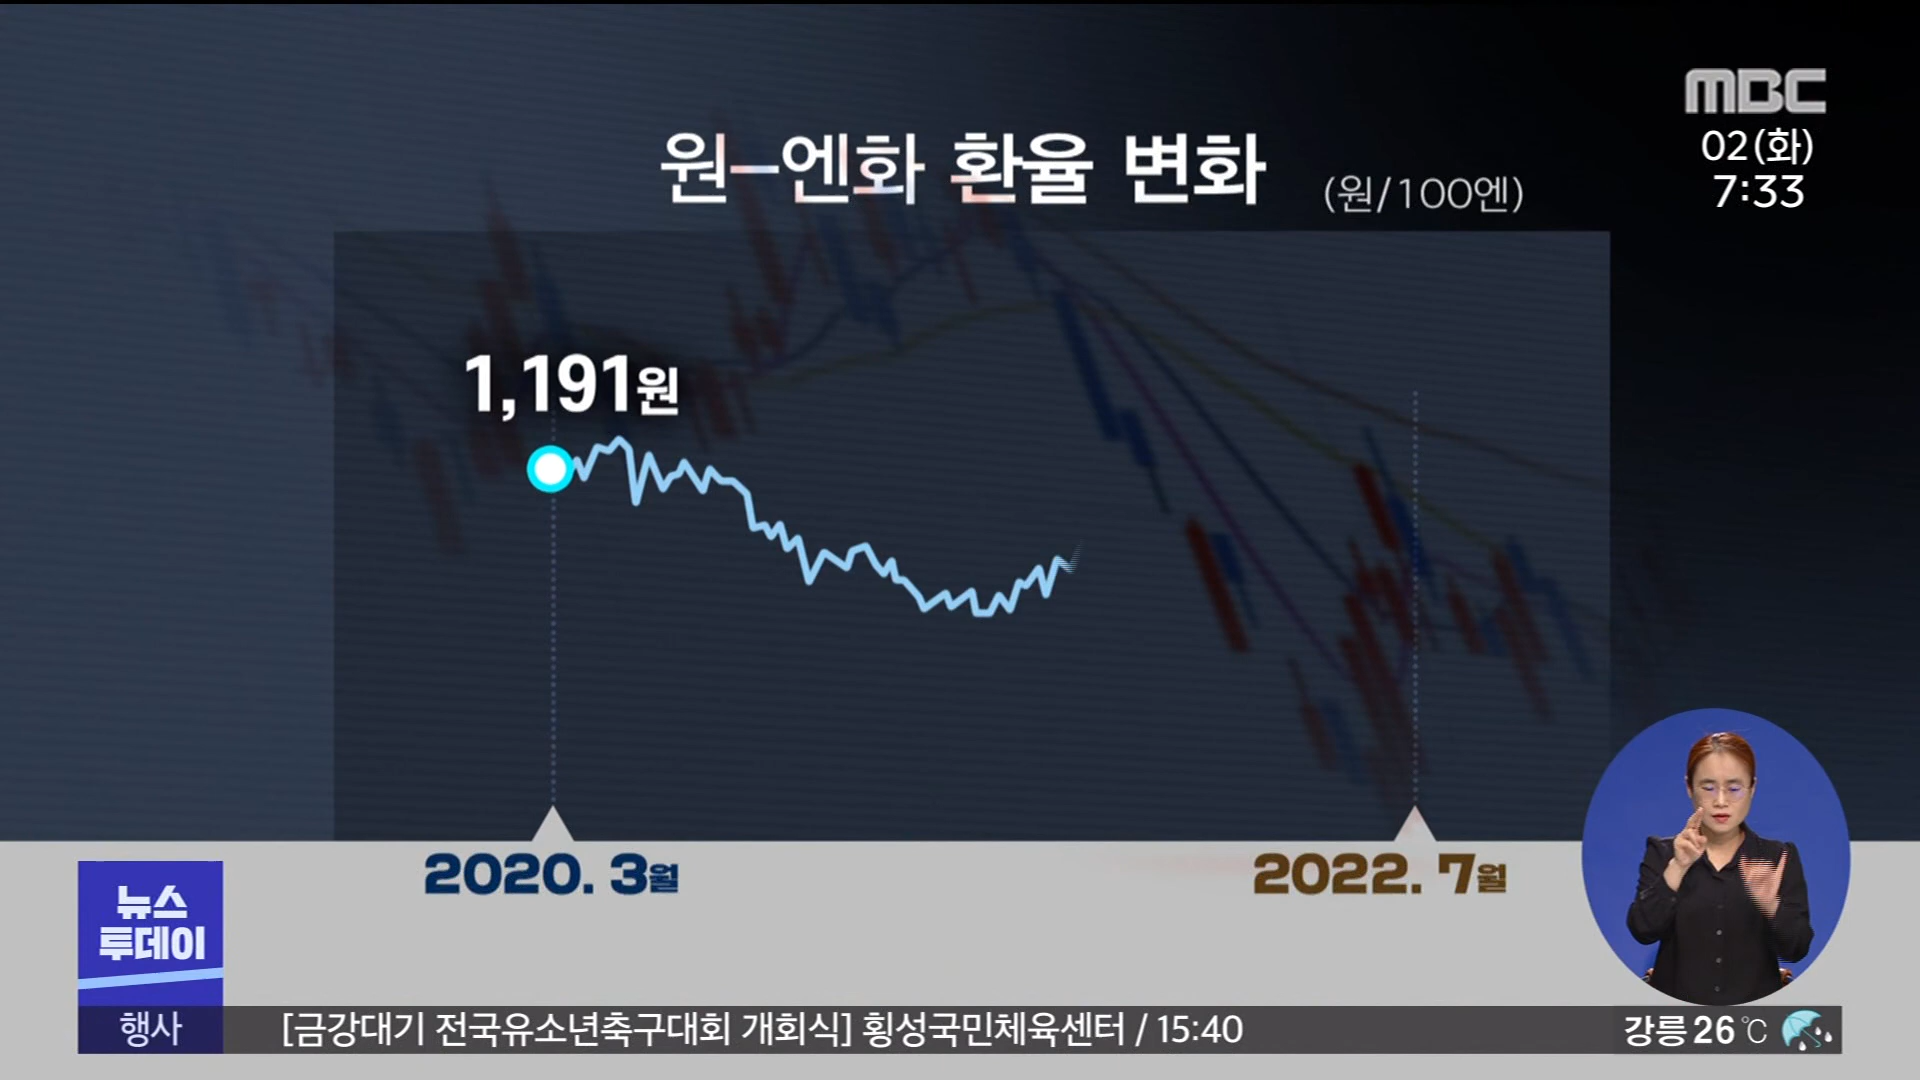 MBC
02(화)
7:33
원-엔화 환율 변화 (원/100엔)
1,191원
2020. 3월
2022. 7월
뉴스
투데이
행사
[금강대기 전국유소년축구대회 개회식] 횡성국민체육센터 / 15:40
강릉 26℃